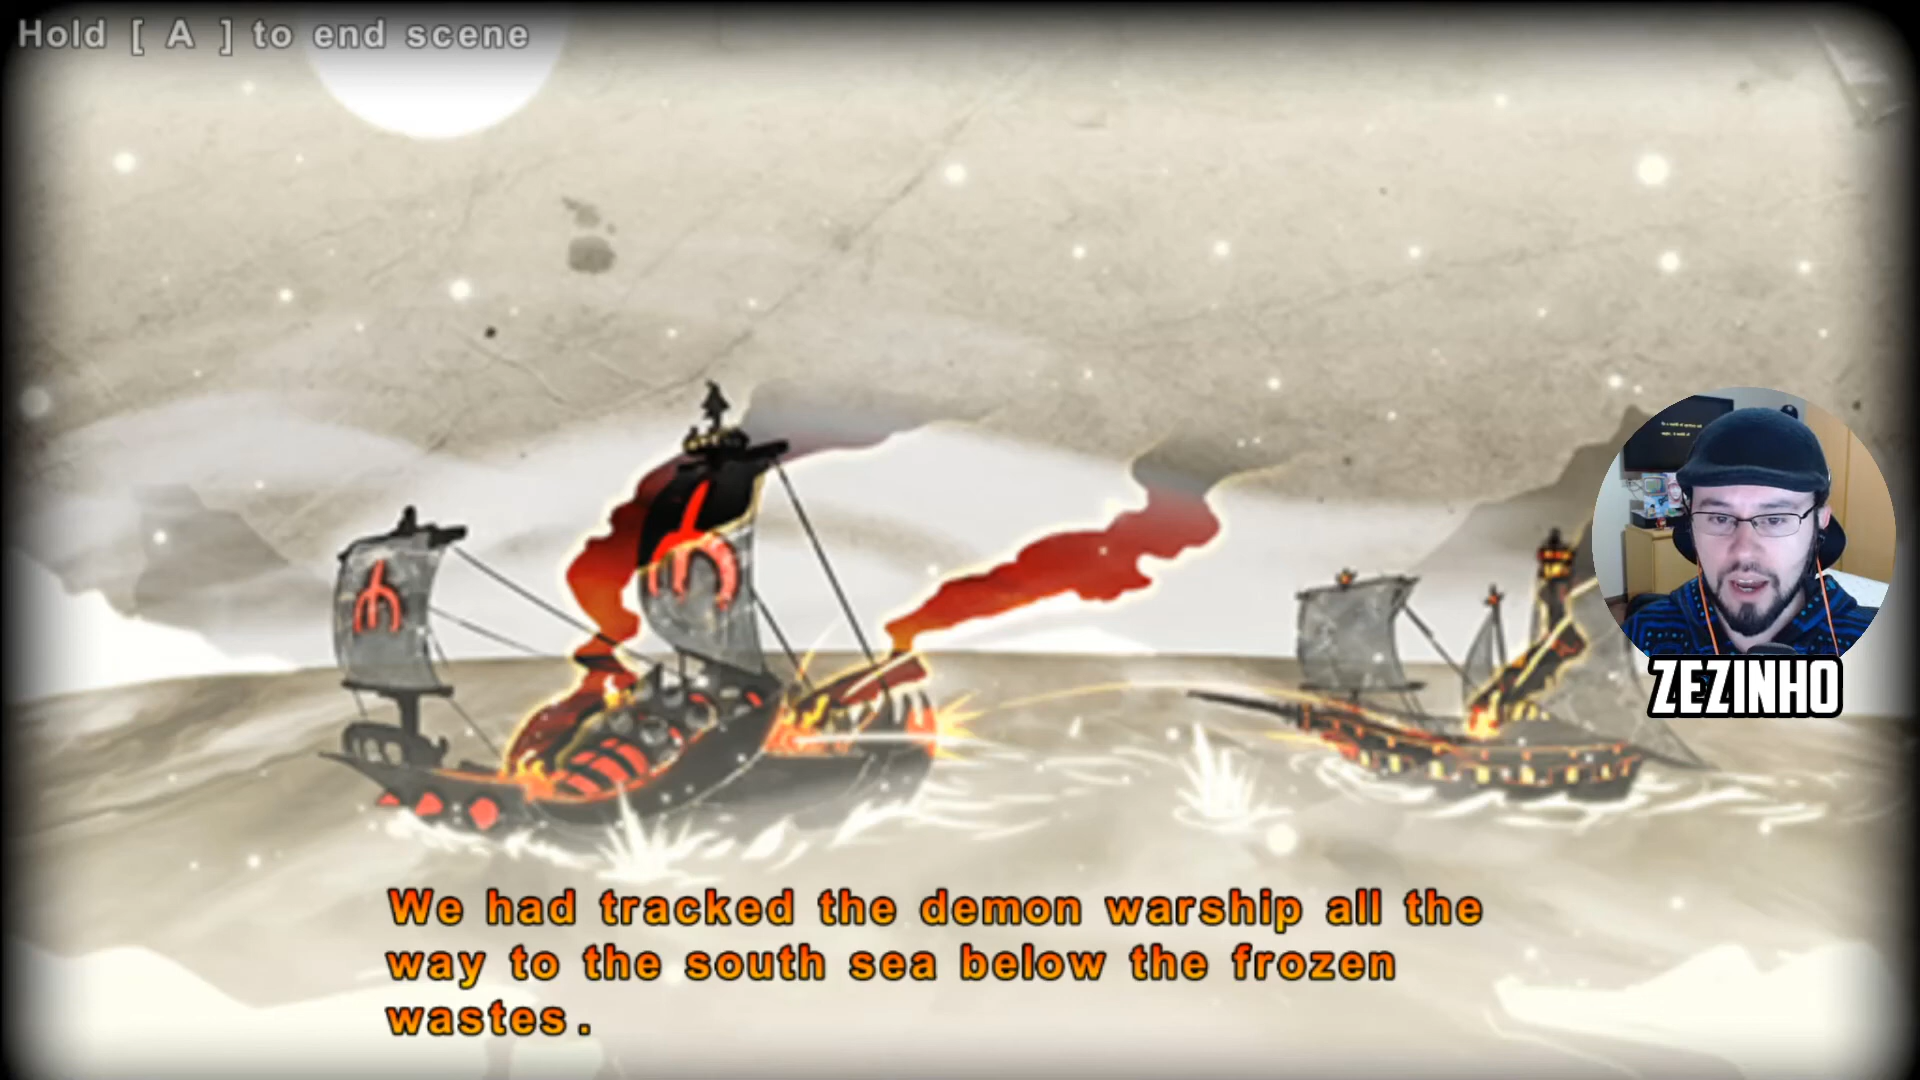 Hold [ A ] to end scene
ZEZINHO
We had tracked the demon warship all the
way to the south sea below the frozen
wastes.